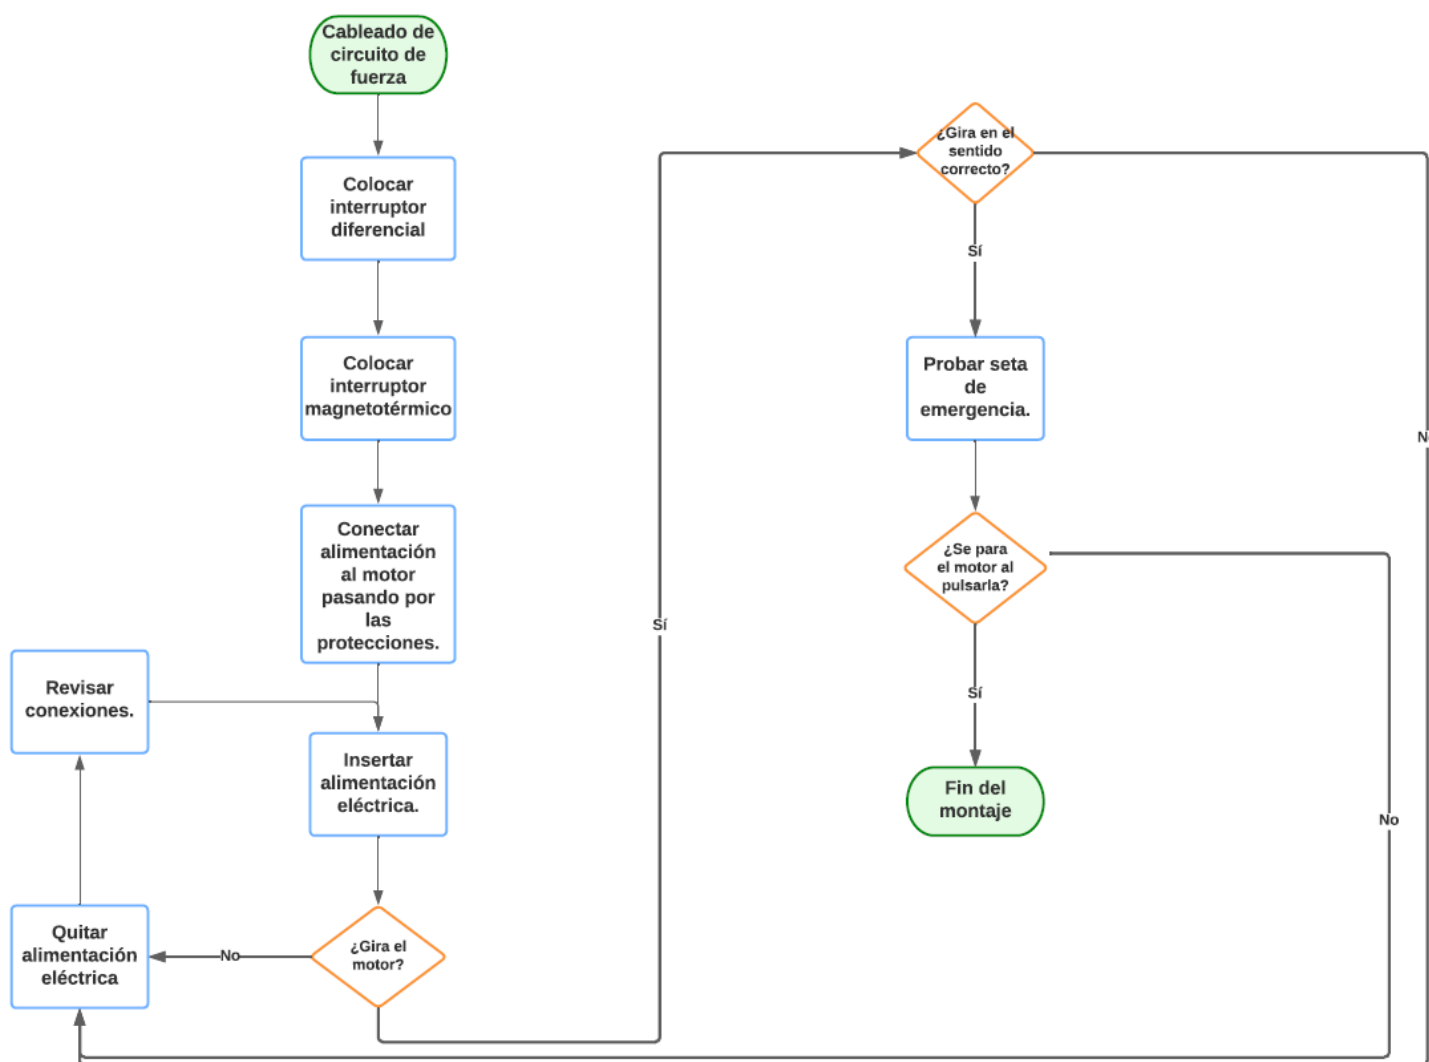 Cableado de
circuito de
fuerza
Colocar
interruptor
diferencial
Colocar
interruptor
magnetotérmico
Conectar
alimentación
al motor
pasando por
las
protecciones.
Revisar
conexiones.
Insertar
alimentación
eléctrica.
Quitar
alimentación
eléctrica
No
¿Gira el
motor?
Sí
¿Gira en el
sentido
correcto?
Sí
Probar seta
de
emergencia.
¿Se para
el motor al
pulsarla?
Sí
Fin del
montaje
No